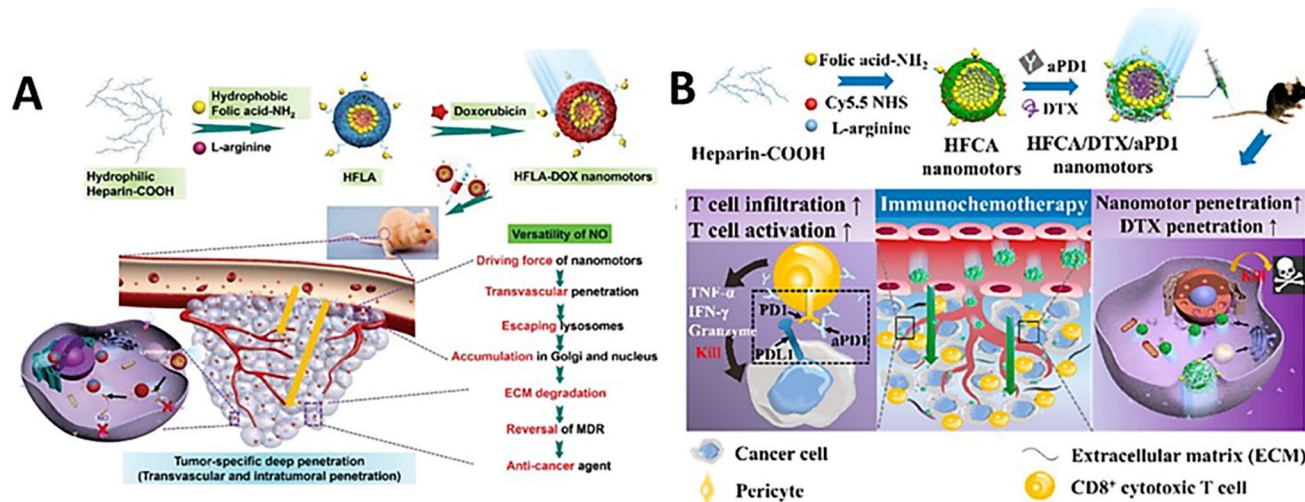 A
Hydrophobic
Folic acid-NH2
L-arginine
Doxorubicin
Hydrophilic
Heparin-COOH
HFLA
HFLA-DOX nanomotors
Versatility of NO
Driving force of nanomotors
Transvascular penetration
Escaping lysosomes
Accumulation in Golgi and nucleus
ECM degradation
Reversal of MDR
Anti-cancer agent
NO
Tumor-specific deep penetration
(Transvascular and intratumoral penetration)
B
Folic acid-NH2
Cy5.5 NHS
L-arginine
aPD1
DTX
Heparin-COOH
HFCA
nanomotors
HFCA/DTX/aPD1
nanomotors
T cell infiltration ↑
T cell activation ↑
Immunochemotherapy
Nanomotor penetration↑
DTX penetration ↑
TNF-α
IFN-γ
Granzyme
Kill
PD1
aPD1
PDL1
Kill
Cancer cell
Pericyte
Extracellular matrix (ECM)
CD8+ cytotoxic T cell